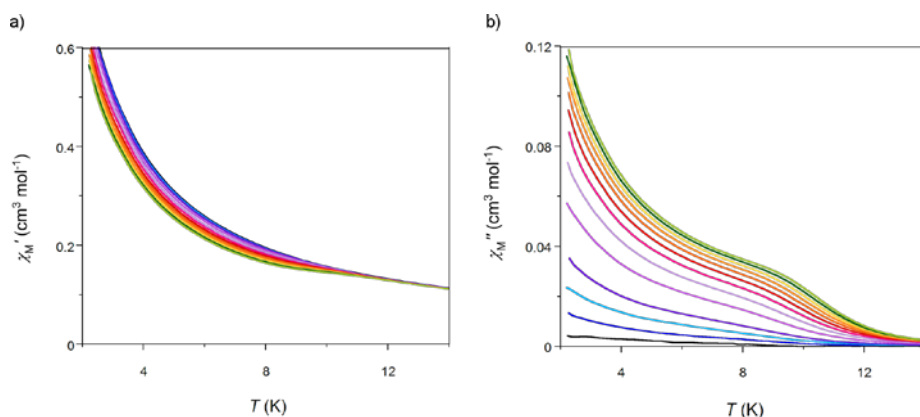 a)
b)
0.6
0.4
0.2
0
4
8
12
χM′ (cm³ mol⁻¹)
T (K)
0.12
0.08
0.04
0
4
8
12
χM″ (cm³ mol⁻¹)
T (K)